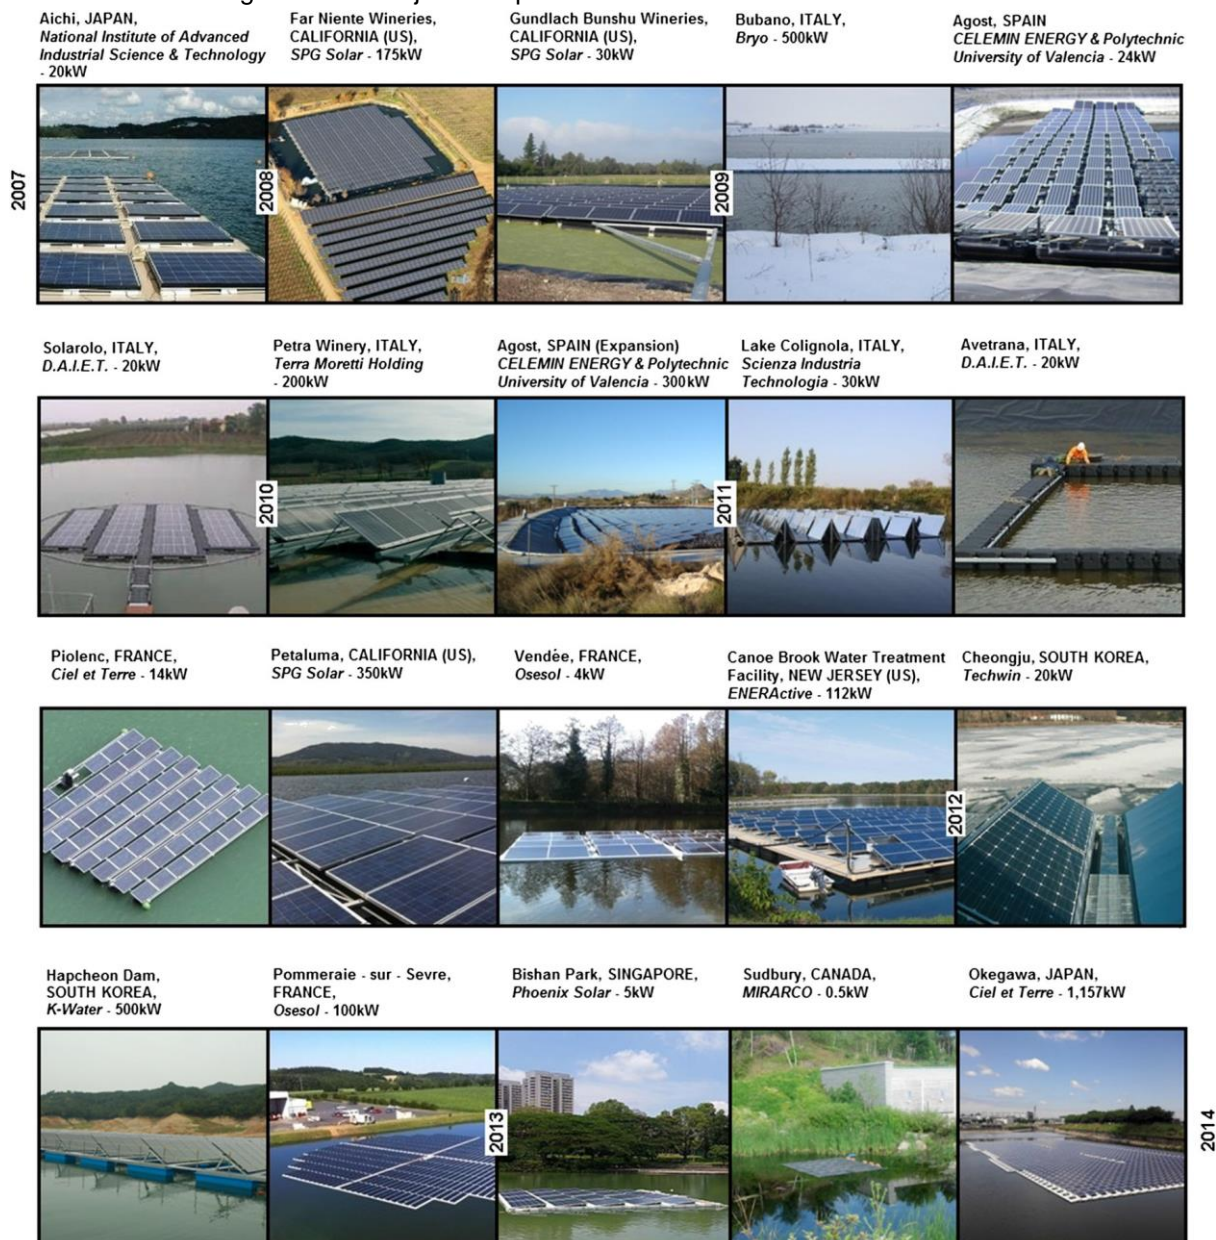 Aichi, JAPAN,
National Institute of Advanced
Industrial Science & Technology
- 20kW
Far Niente Wineries,
CALIFORNIA (US),
SPG Solar - 175kW
Gundlach Bunshu Wineries,
CALIFORNIA (US),
SPG Solar - 30kW
Bubano, ITALY,
Bryo - 500kW
Agost, SPAIN
CELEMIN ENERGY & Polytechnic
University of Valencia - 24kW
2007
2008
2009
Solarolo, ITALY,
D.A.I.E.T. - 20kW
Petra Winery, ITALY,
Terra Moretti Holding
- 200kW
Agost, SPAIN (Expansion)
CELEMIN ENERGY & Polytechnic
University of Valencia - 300kW
Lake Colignola, ITALY,
Scienza Industria
Technologia - 30kW
Avetrana, ITALY,
D.A.I.E.T. - 20kW
2010
2011
Piolenc, FRANCE,
Ciel et Terre - 14kW
Petaluma, CALIFORNIA (US),
SPG Solar - 350kW
Vendée, FRANCE,
Osesol - 4kW
Canoe Brook Water Treatment
Facility, NEW JERSEY (US),
ENERActive - 112kW
Cheongju, SOUTH KOREA,
Techwin - 20kW
2012
Hapcheon Dam,
SOUTH KOREA,
K-Water - 500kW
Pommeraie - sur - Sevre,
FRANCE,
Osesol - 100kW
Bishan Park, SINGAPORE,
Phoenix Solar - 5kW
Sudbury, CANADA,
MIRARCO - 0.5kW
Okegawa, JAPAN,
Ciel et Terre - 1,157kW
2013
2014